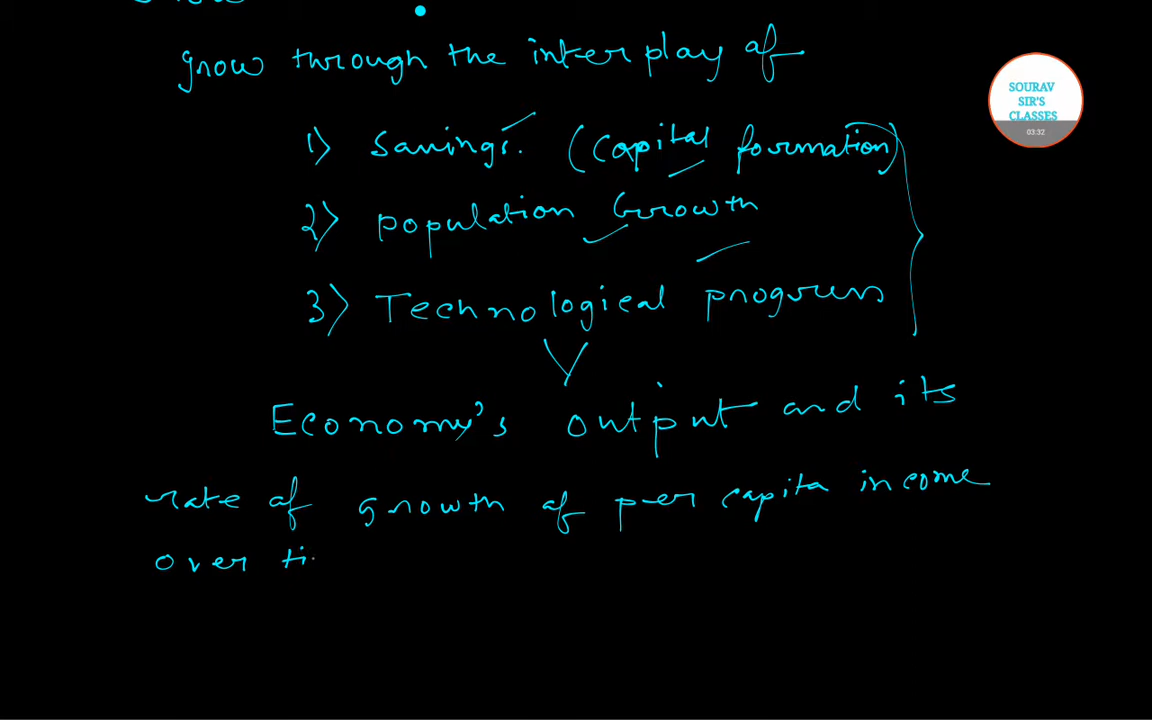 grow through the interplay of
SOURAV
SIR'S
CLASSES
03:32
1) Savings. (Capital formation)
2) Population Growth
3) Technological progress
Economy's output and its
rate of growth of per capita income
over ti